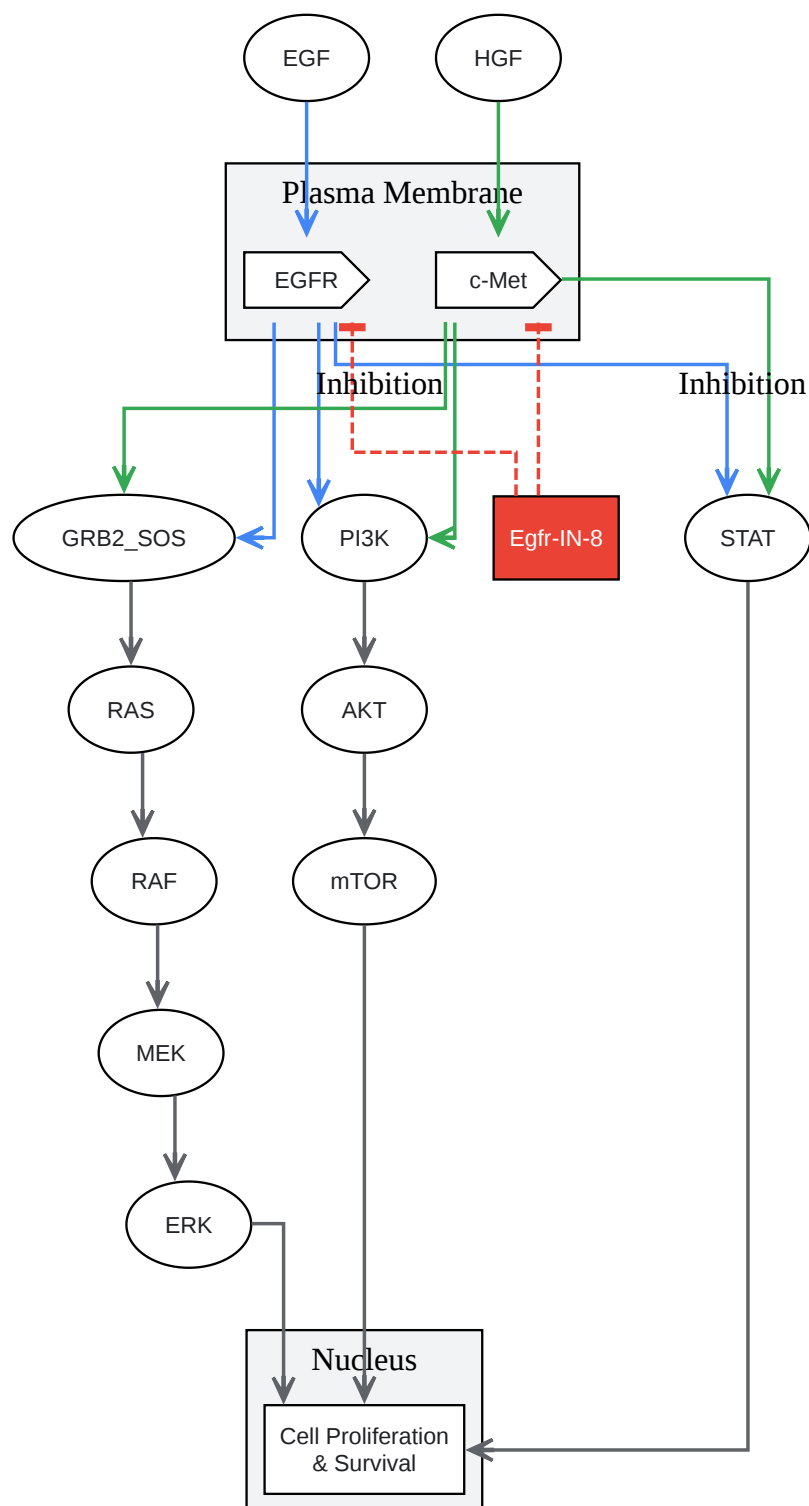 EGF
HGF
Plasma Membrane
EGFR
c-Met
Inhibition
Inhibition
GRB2_SOS
PI3K
Egfr-IN-8
STAT
RAS
AKT
RAF
mTOR
MEK
ERK
Nucleus
Cell Proliferation
& Survival